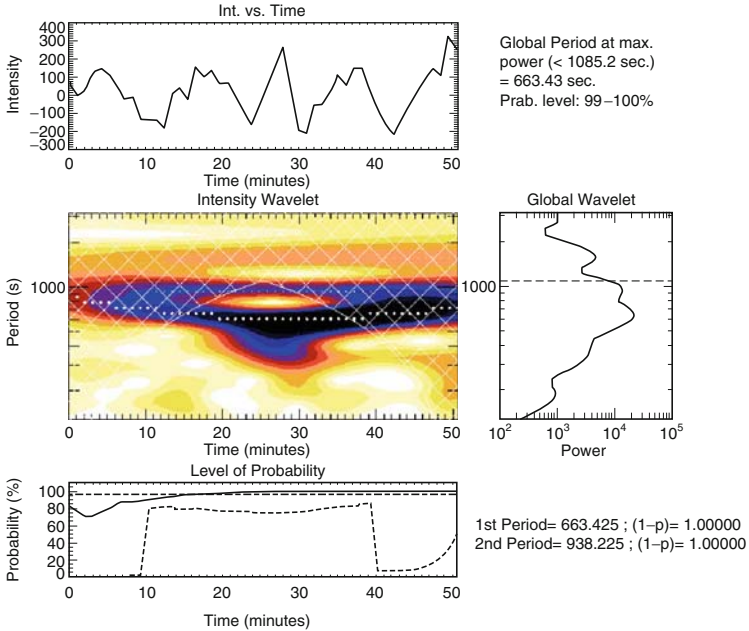 Int. vs. Time
Intensity
400
300
200
100
0
−100
−200
−300
0 10 20 30 40 50
Time (minutes)
Global Period at max.
power (< 1085.2 sec.)
= 663.43 sec.
Prab. level: 99–100%
Intensity Wavelet
Period (s)
1000
0 10 20 30 40 50
Time (minutes)
Global Wavelet
1000
10² 10³ 10⁴ 10⁵
Power
Level of Probability
Probability (%)
100
80
60
40
20
0
0 10 20 30 40 50
Time (minutes)
1st Period= 663.425 ; (1–p)= 1.00000
2nd Period= 938.225 ; (1–p)= 1.00000